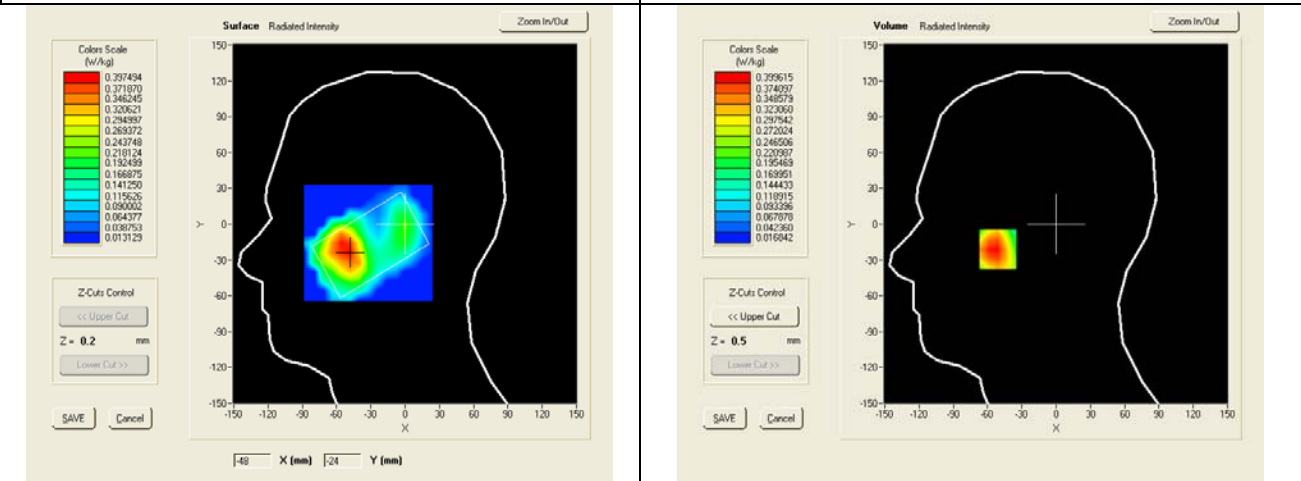 Surface Radiated Intensity
Zoom In/Out
Colors Scale
(W/kg)
0.397494
0.371870
0.346245
0.320621
0.294997
0.269372
0.243748
0.218124
0.192499
0.166875
0.141250
0.115626
0.090002
0.064377
0.038753
0.013129
Z-Cuts Control
<< Upper Cut
Z = 0.2 mm
Lower Cut >>
SAVE
Cancel
150
120
90
60
30
0
-30
-60
-90
-120
-150
Y
-150 -120 -90 -60 -30 0 30 60 90 120 150
X
-48 X (mm) -24 Y (mm)
Volume Radiated Intensity
Zoom In/Out
Colors Scale
(W/kg)
0.399615
0.374097
0.348579
0.323060
0.297542
0.272024
0.246506
0.220987
0.195469
0.169951
0.144433
0.118915
0.093396
0.067878
0.042360
0.016842
Z-Cuts Control
<< Upper Cut
Z = 0.5 mm
Lower Cut >>
SAVE
Cancel
150
120
90
60
30
0
-30
-60
-90
-120
-150
Y
-150 -120 -90 -60 -30 0 30 60 90 120 150
X